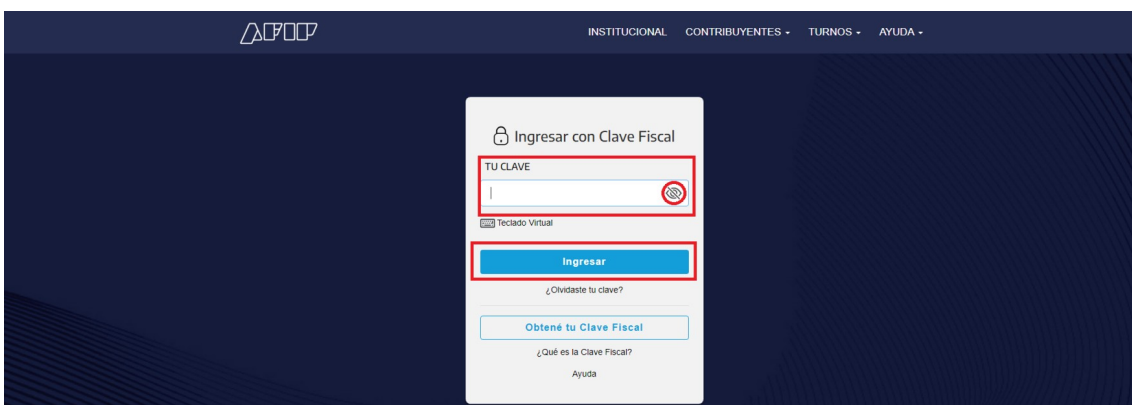 AFIP
INSTITUCIONAL CONTRIBUYENTES TURNOS AYUDA
Ingresar con Clave Fiscal
TU CLAVE
Teclado Virtual
Ingresar
¿Olvidaste tu clave?
Obtené tu Clave Fiscal
¿Qué es la Clave Fiscal?
Ayuda